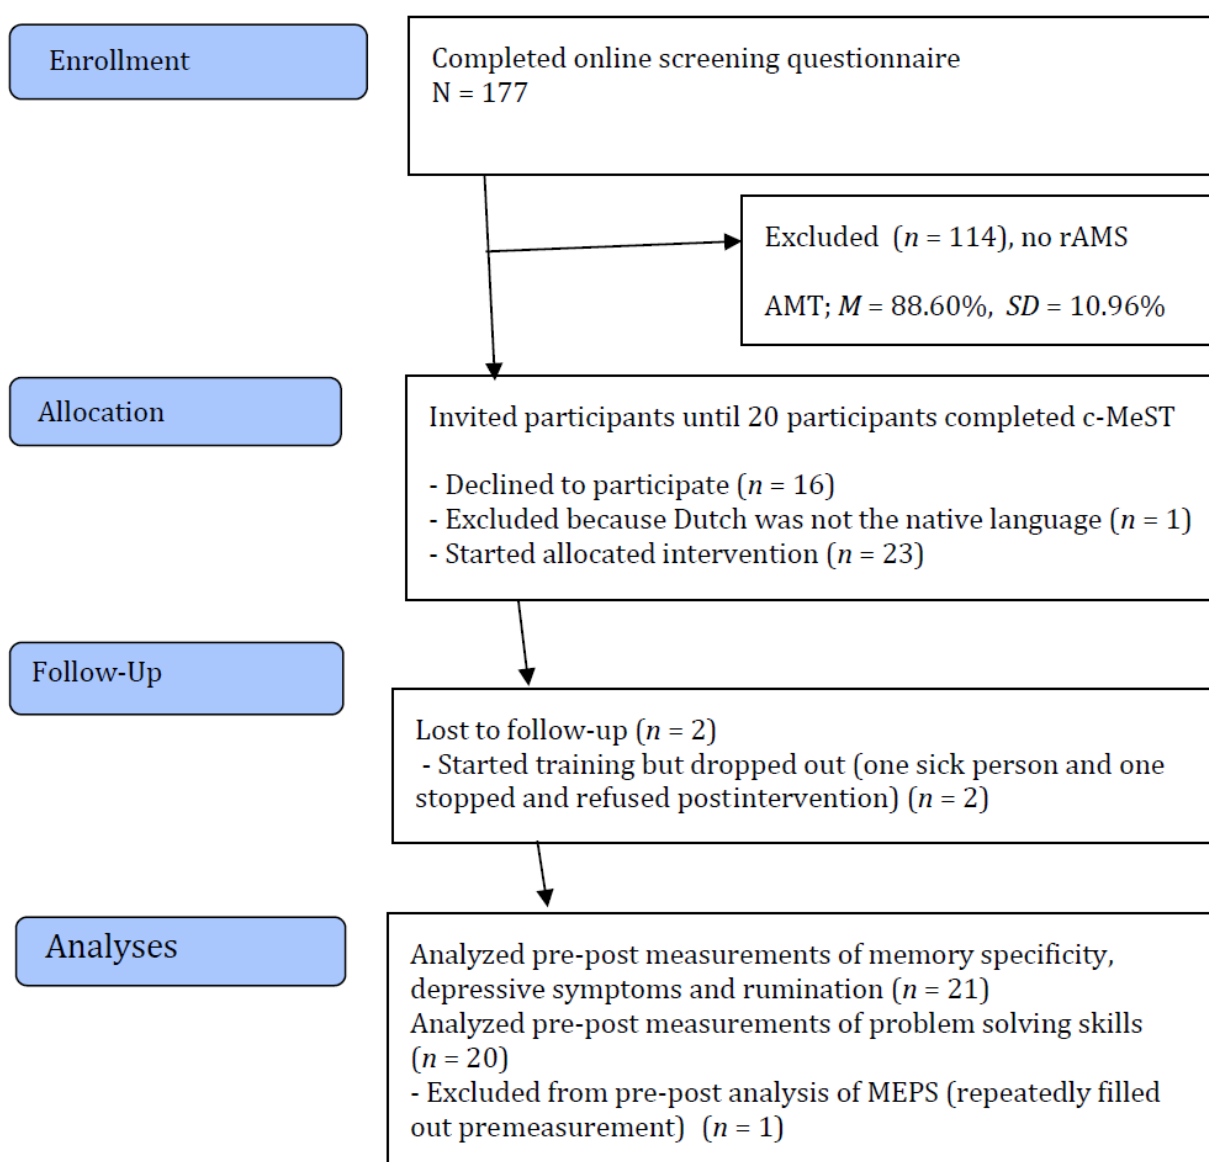 Enrollment
Completed online screening questionnaire
N = 177
Excluded (n = 114), no rAMS
AMT; M = 88.60%, SD = 10.96%
Allocation
Invited participants until 20 participants completed c-MeST
- Declined to participate (n = 16)
- Excluded because Dutch was not the native language (n = 1)
- Started allocated intervention (n = 23)
Follow-Up
Lost to follow-up (n = 2)
- Started training but dropped out (one sick person and one
stopped and refused postintervention) (n = 2)
Analyses
Analyzed pre-post measurements of memory specificity,
depressive symptoms and rumination (n = 21)
Analyzed pre-post measurements of problem solving skills
(n = 20)
- Excluded from pre-post analysis of MEPS (repeatedly filled
out premeasurement) (n = 1)